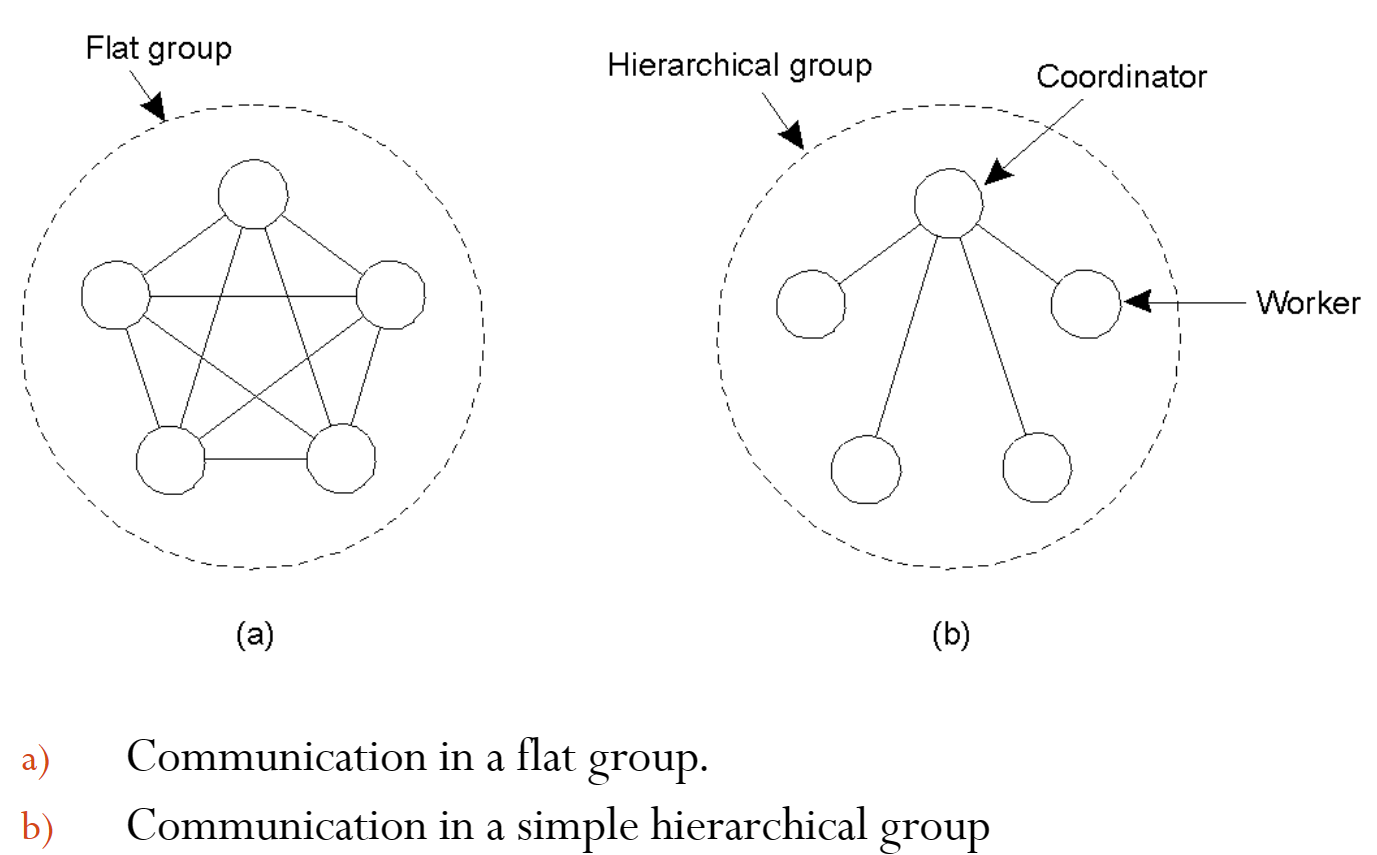 Flat group
Hierarchical group
Coordinator
Worker
(a)
(b)
a) Communication in a flat group.
b) Communication in a simple hierarchical group